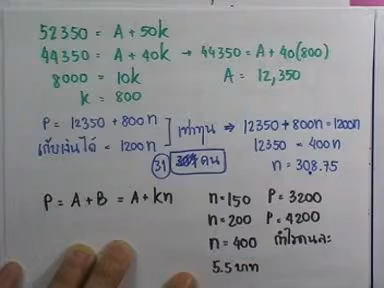 52350 = A + 50k
44350 = A + 40k → 44350 = A + 40(800)
8000 = 10k A = 12,350
k = 800
P = 12350 + 800n
เก็บเงินได้ = 1200n เท่าทุน ⇒ 12350 + 800n = 1200n
31 คน 12350 = 400n
n = 308.75
P = A + B = A + kn n = 150 P = 3200
n = 200 P = 4200
n = 400 กำไรคนละ
5.5 บาท